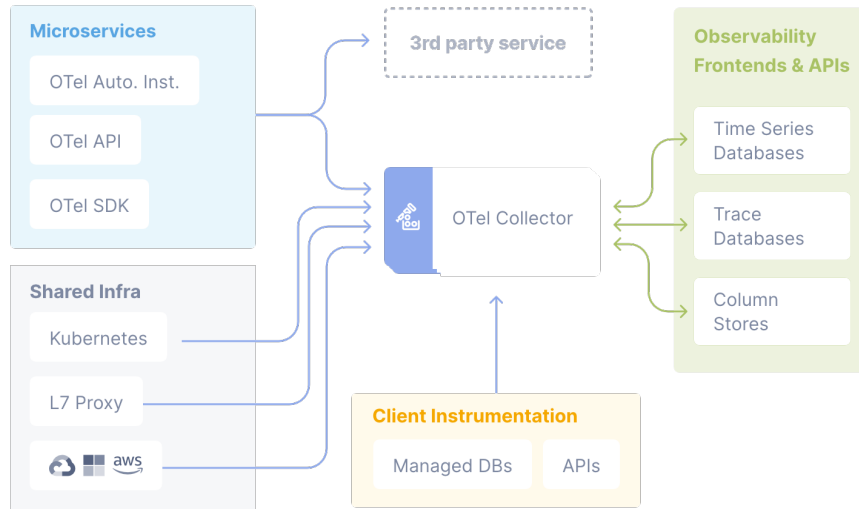 Microservices
OTel Auto. Inst.
OTel API
OTel SDK
Shared Infra
Kubernetes
L7 Proxy
aws
3rd party service
OTel Collector
Client Instrumentation
Managed DBs
APIs
Observability
Frontends & APIs
Time Series
Databases
Trace
Databases
Column
Stores